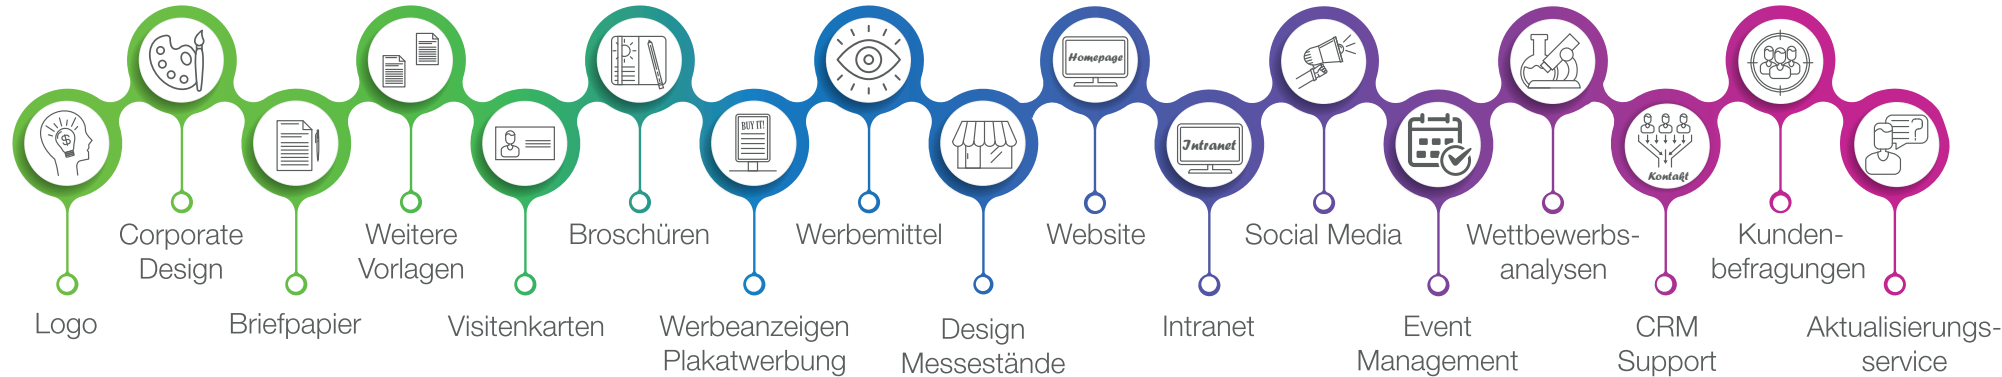 Logo
Corporate
Design
Briefpapier
Weitere
Vorlagen
Visitenkarten
Broschüren
BUY IT!
Werbeanzeigen
Plakatwerbung
Werbemittel
Design
Messestände
Homepage
Website
Intranet
Intranet
Social Media
Event
Management
Wettbewerbs-
analysen
Kontakt
CRM
Support
Kunden-
befragungen
?
Aktualisierungs-
service